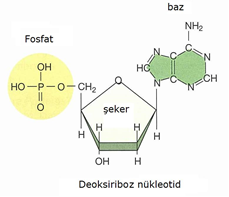 baz
NH₂
Fosfat
N
C
C
N
OH
HC
HO
P
O
CH₂
O
C
CH
N
N
O
şeker
H
H
H
H
OH
H
Deoksiriboz nükleotid